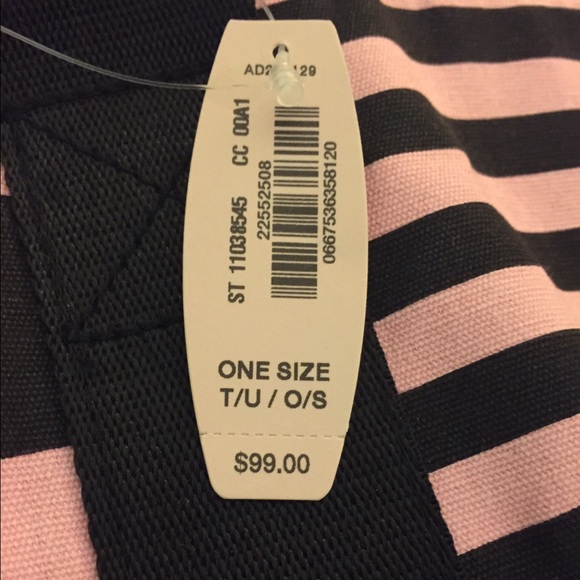 ST 11038545 CC 00A1
22552508
0667536358120
ONE SIZE
T/U / O/S
$99.00